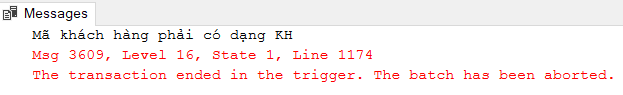 Messages
Mã khách hàng phải có dạng KH
Msg 3609, Level 16, State 1, Line 1174
The transaction ended in the trigger. The batch has been aborted.